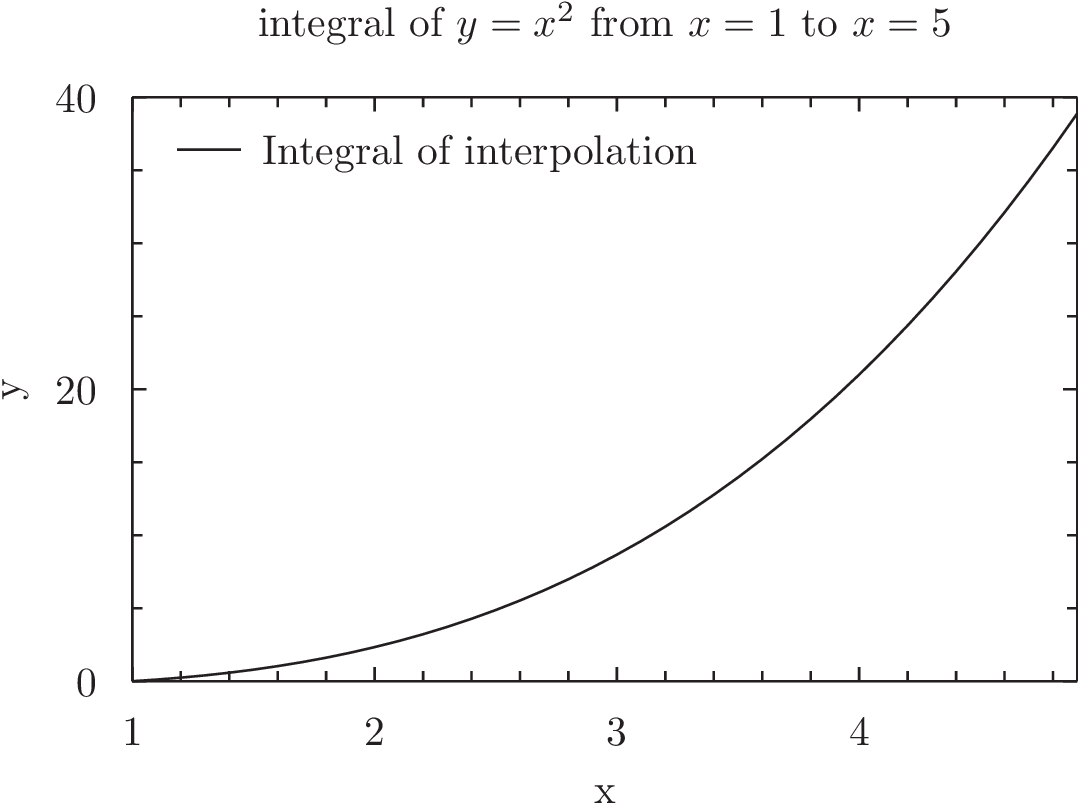 integral of y = x² from x = 1 to x = 5
40
Integral of interpolation
20
y
0
1 2 3 4
x